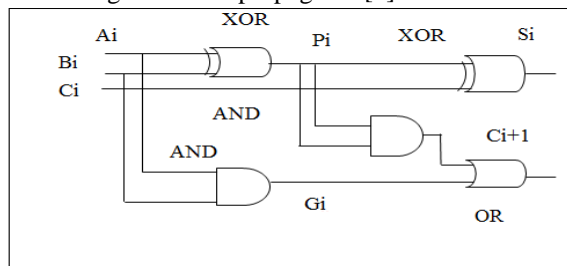 XOR
Ai Pi XOR Si
Bi
Ci
AND
AND Ci+1
Gi
OR